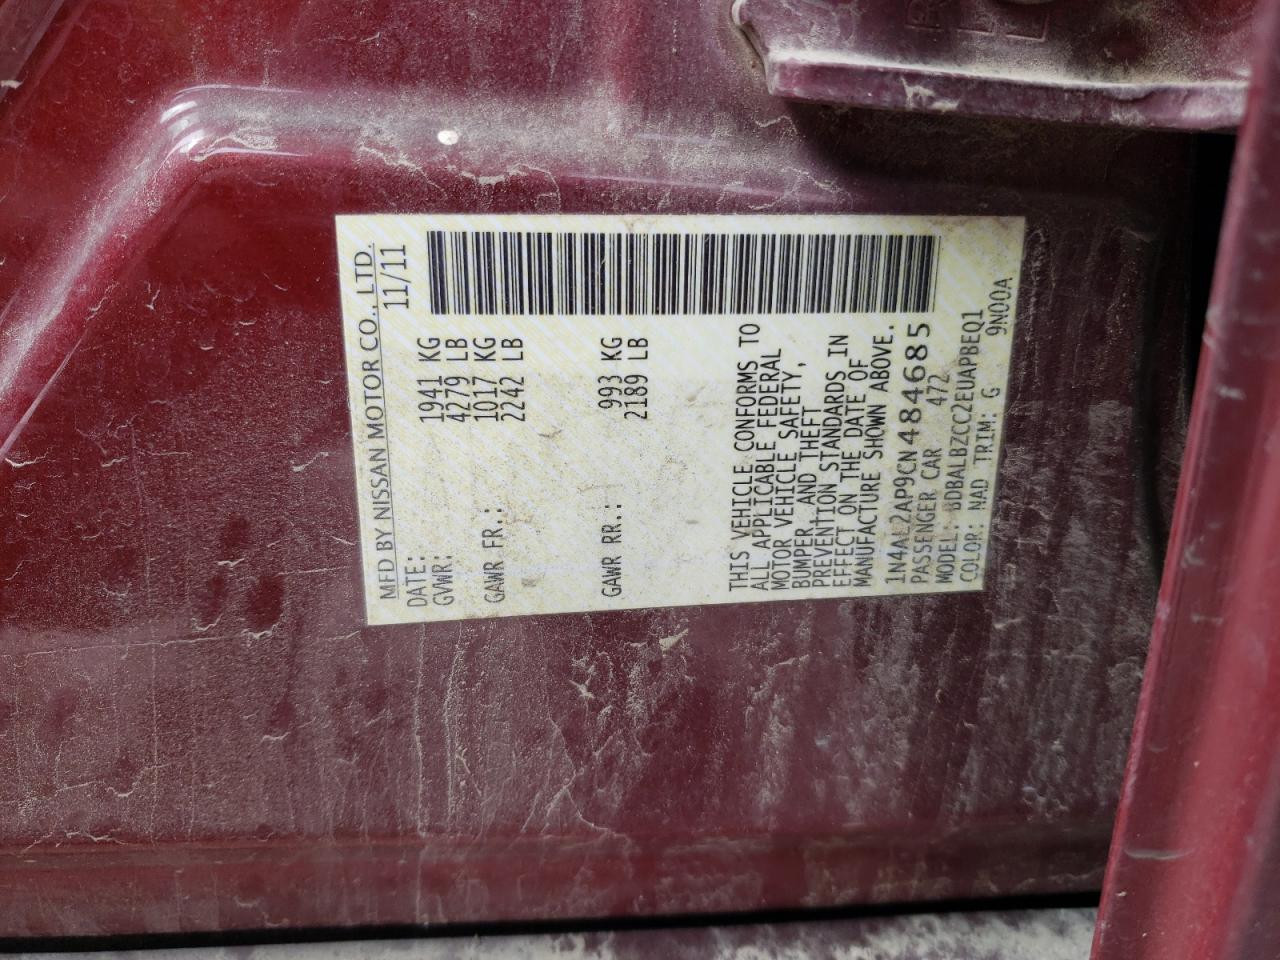 MFD BY NISSAN MOTOR CO., LTD.
DATE: 11/11
GVWR: 1941 KG
4279 LB
GAWR FR.: 1017 KG
2242 LB
GAWR RR.: 993 KG
2189 LB
THIS VEHICLE CONFORMS TO
ALL APPLICABLE FEDERAL
MOTOR VEHICLE SAFETY,
BUMPER, AND THEFT
PREVENTION STANDARDS IN
EFFECT ON THE DATE OF
MANUFACTURE SHOWN ABOVE.
1N4AL2AP9CN484685
PASSENGER CAR 472
MODEL: BDBALBZCC2EUAPBEQ1
COLOR: NAD TRIM: G 9N00A